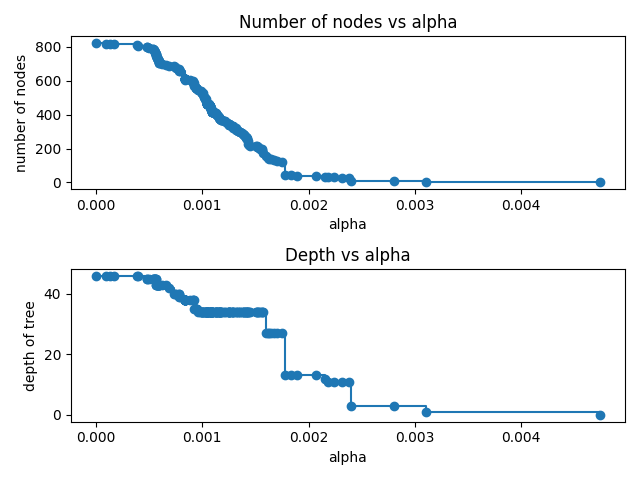 Number of nodes vs alpha
number of nodes
800
600
400
200
0
0.000 0.001 0.002 0.003 0.004
alpha
Depth vs alpha
depth of tree
40
20
0
0.000 0.001 0.002 0.003 0.004
alpha